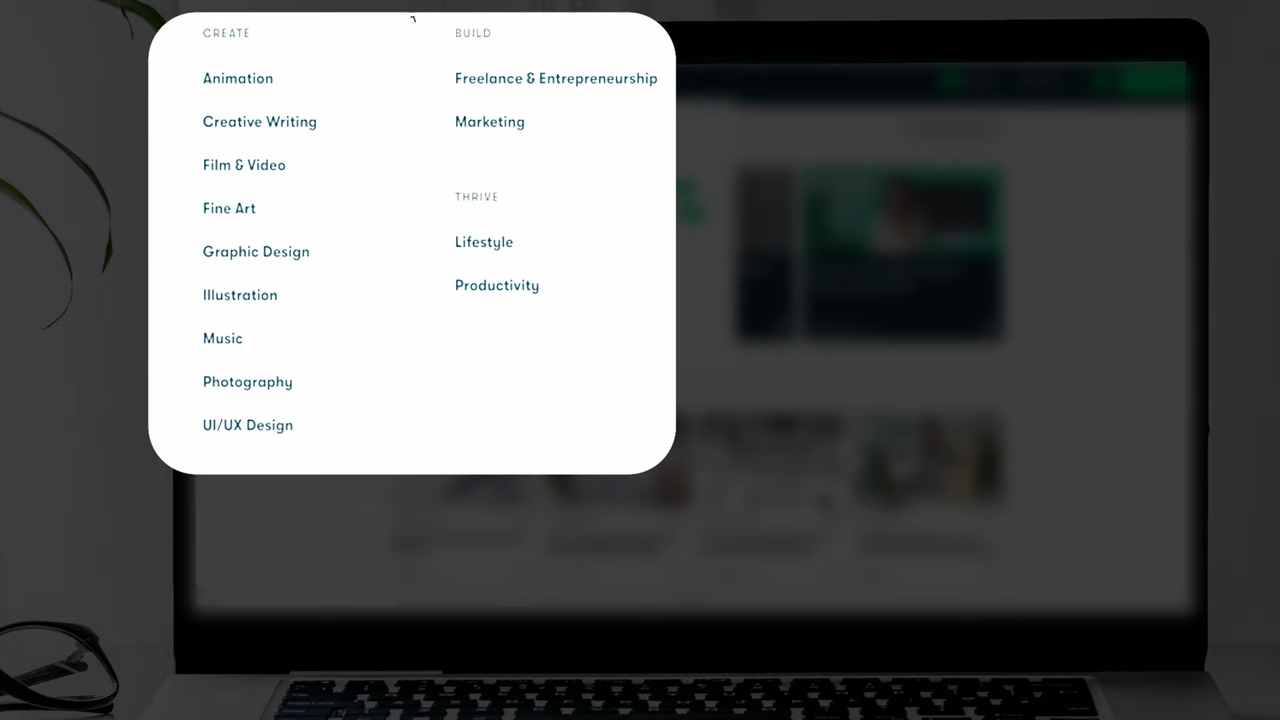 CREATE
Animation
Creative Writing
Film & Video
Fine Art
Graphic Design
Illustration
Music
Photography
UI/UX Design
BUILD
Freelance & Entrepreneurship
Marketing
THRIVE
Lifestyle
Productivity